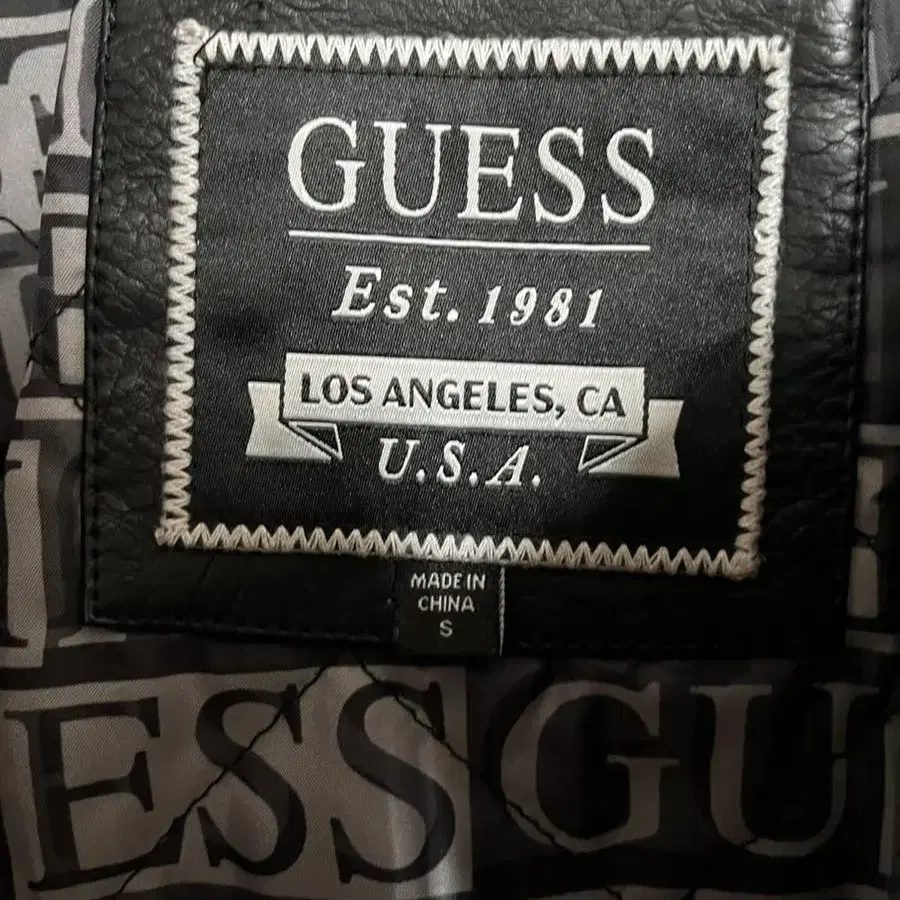 GUESS
Est. 1981
LOS ANGELES, CA
U.S.A.
MADE IN
CHINA
S
ESS GU